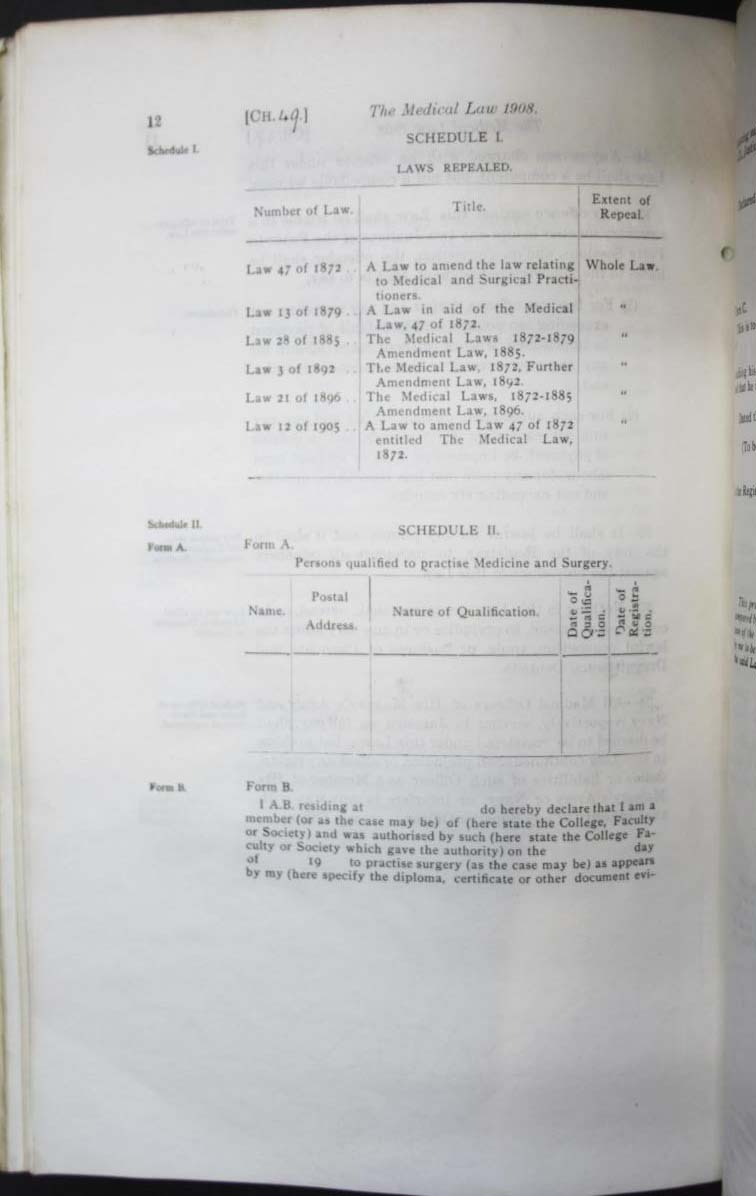 12 [CH. 49.] The Medical Law 1908.
Schedule I.
SCHEDULE I.
LAWS REPEALED.
Number of Law. Title. Extent of Repeal.
Law 47 of 1872 .. A Law to amend the law relating Whole Law.
to Medical and Surgical Practi-
tioners.
Law 13 of 1879 .. A Law in aid of the Medical "
Law, 47 of 1872.
Law 28 of 1885 .. The Medical Laws 1872-1879 "
Amendment Law, 1885.
Law 3 of 1892 .. The Medical Law, 1872, Further "
Amendment Law, 1892.
Law 21 of 1896 .. The Medical Laws, 1872-1885 "
Amendment Law, 1896.
Law 12 of 1905 .. A Law to amend Law 47 of 1872 "
entitled The Medical Law,
1872.
Schedule II.
SCHEDULE II.
Form A.
Form A.
Persons qualified to practise Medicine and Surgery.
Name. Postal Address. Nature of Qualification. Date of Qualifica-tion. Date of Registra-tion.
Form B.
Form B.
I A.B. residing at do hereby declare that I am a
member (or as the case may be) of (here state the College, Faculty
or Society) and was authorised by such (here state the College Fa-
culty or Society which gave the authority) on the day
of 19 to practise surgery (as the case may be) as appears
by my (here specify the diploma, certificate or other document evi-